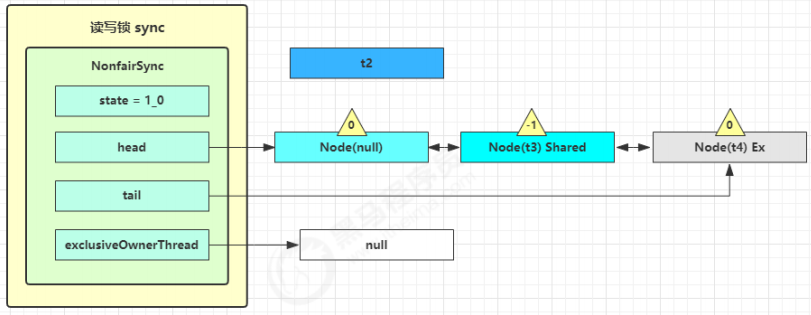 读写锁 sync
NonfairSync
t2
state = 1_0
0
-1
0
head
Node(null)
Node(t3) Shared
Node(t4) Ex
tail
exclusiveOwnerThread
null
黑马程序员